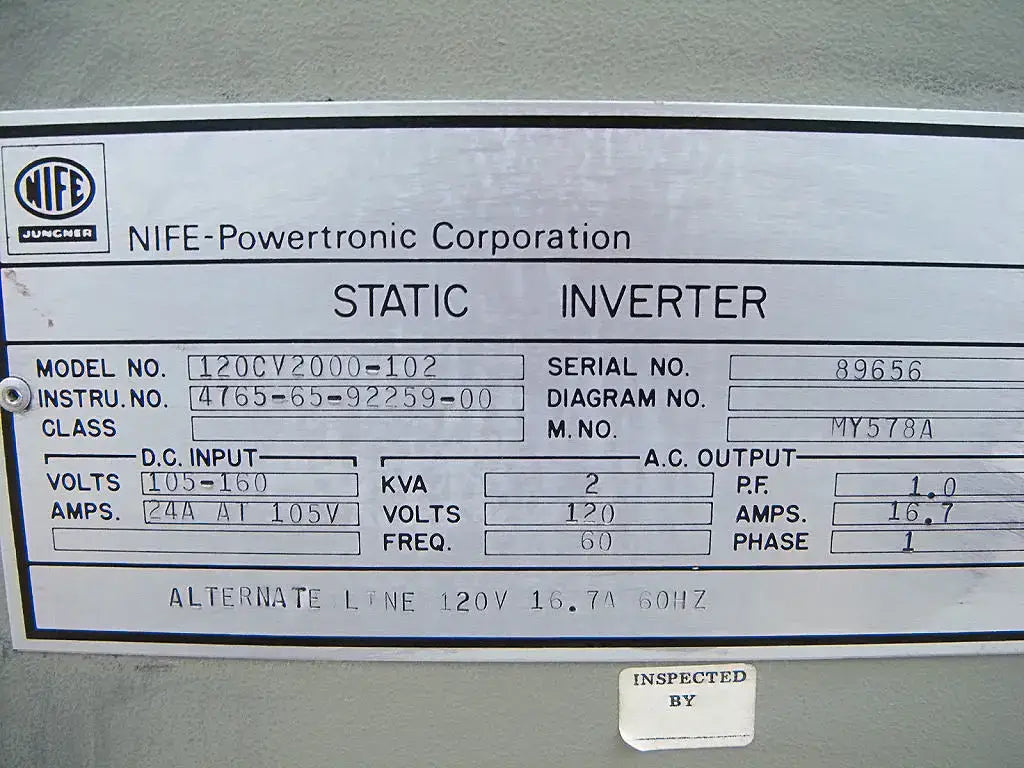 NIFE
JUNGNER
NIFE-Powertronic Corporation
STATIC INVERTER
MODEL NO. 120CV2000-102 SERIAL NO. 89656
INSTRU. NO. 4765-65-92259-00 DIAGRAM NO.
CLASS M. NO. MY578A
D.C. INPUT A.C. OUTPUT
VOLTS 105-160 KVA 2 P.F. 1.0
AMPS. 24A AT 105V VOLTS 120 AMPS. 16.7
FREQ. 60 PHASE 1
ALTERNATE LINE 120V 16.7A 60HZ
INSPECTED
BY